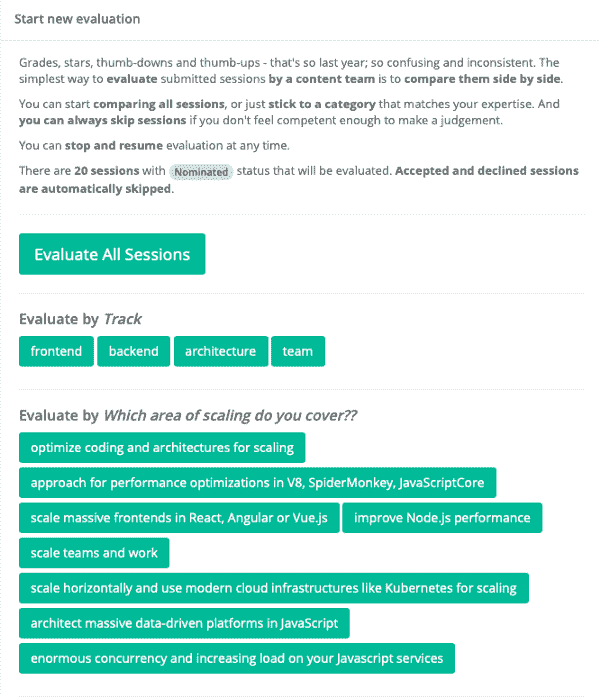 Start new evaluation
Grades, stars, thumb-downs and thumb-ups - that's so last year; so confusing and inconsistent. The
simplest way to evaluate submitted sessions by a content team is to compare them side by side.
You can start comparing all sessions, or just stick to a category that matches your expertise. And
you can always skip sessions if you don't feel competent enough to make a judgement.
You can stop and resume evaluation at any time.
There are 20 sessions with Nominated status that will be evaluated. Accepted and declined sessions
are automatically skipped.
Evaluate All Sessions
Evaluate by Track
frontend backend architecture team
Evaluate by Which area of scaling do you cover??
optimize coding and architectures for scaling
approach for performance optimizations in V8, SpiderMonkey, JavaScriptCore
scale massive frontends in React, Angular or Vue.js improve Node.js performance
scale teams and work
scale horizontally and use modern cloud infrastructures like Kubernetes for scaling
architect massive data-driven platforms in JavaScript
enormous concurrency and increasing load on your Javascript services